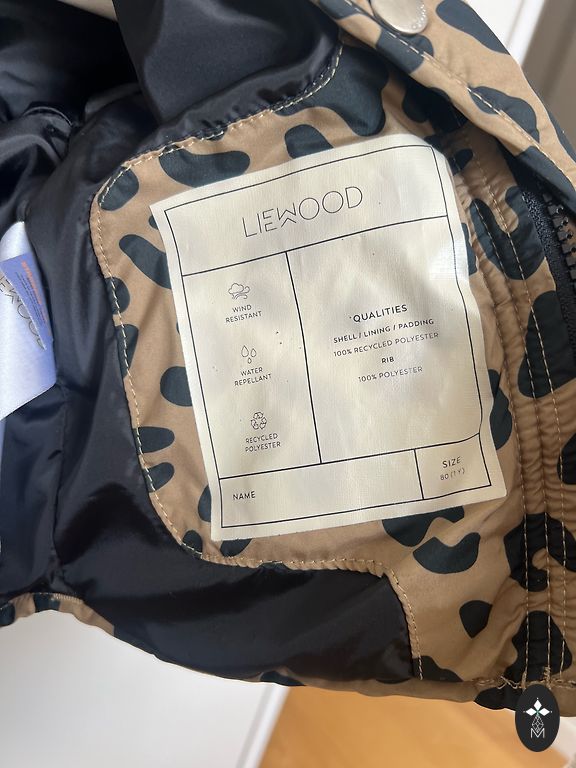 LIEWOOD
WIND
RESISTANT
WATER
REPELLANT
RECYCLED
POLYESTER
QUALITIES
SHELL / LINING / PADDING
100% RECYCLED POLYESTER
RIB
100% POLYESTER
NAME
SIZE
80 (1 Y)
LIEWOOD
M